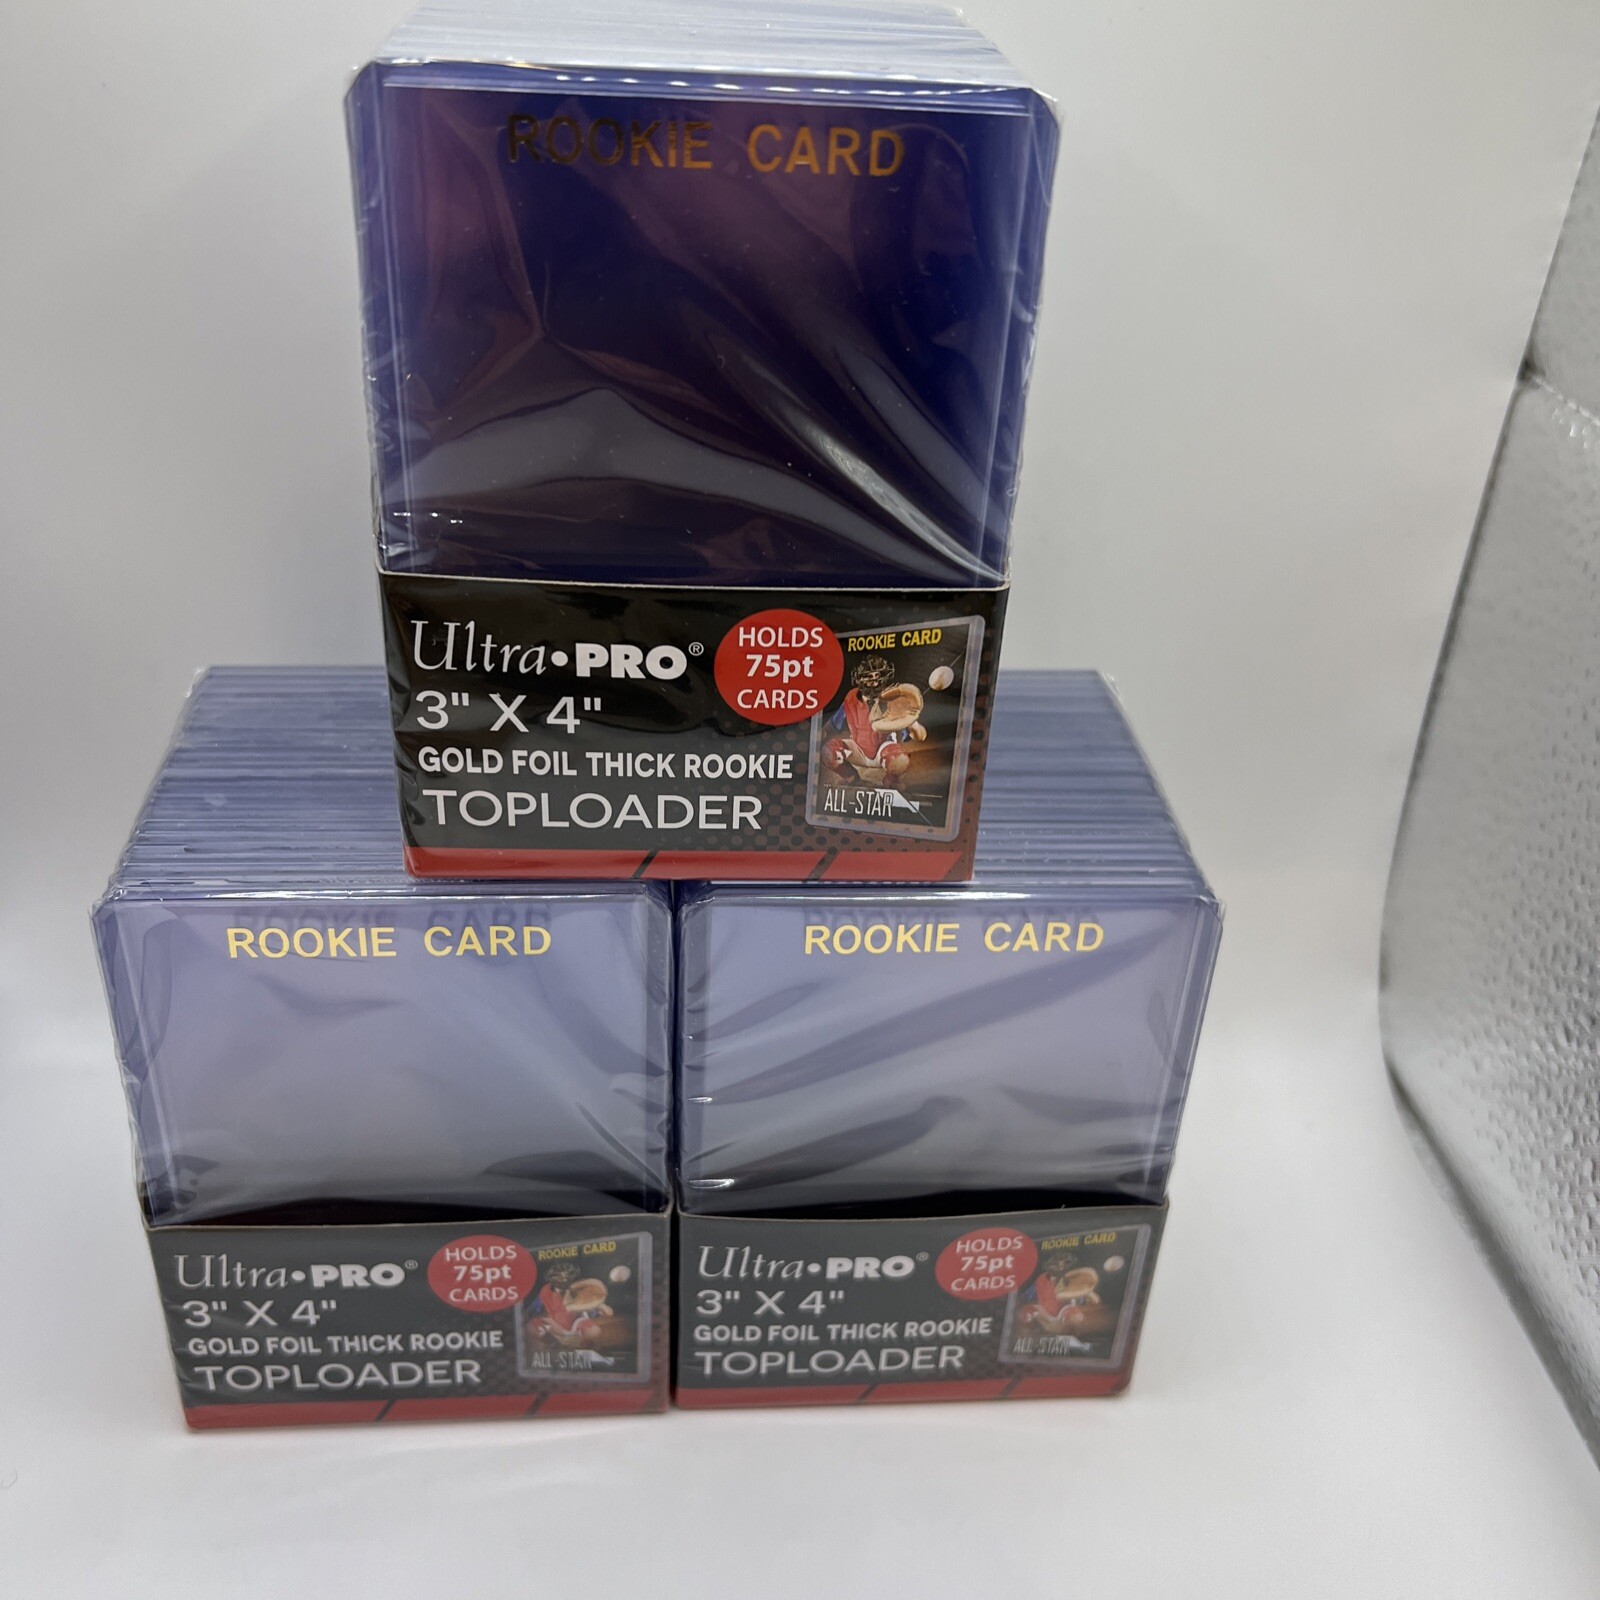 ROOKIE CARD
Ultra•PRO®
3" X 4"
GOLD FOIL THICK ROOKIE
TOPLOADER
HOLDS
75pt
CARDS
ROOKIE CARD
ALL-STAR
ROOKIE CARD
Ultra•PRO®
3" X 4"
GOLD FOIL THICK ROOKIE
TOPLOADER
HOLDS
75pt
CARDS
ROOKIE CARD
ALL-STAR
ROOKIE CARD
Ultra•PRO®
3" X 4"
GOLD FOIL THICK ROOKIE
TOPLOADER
HOLDS
75pt
CARDS
ROOKIE CARD
ALL-STAR